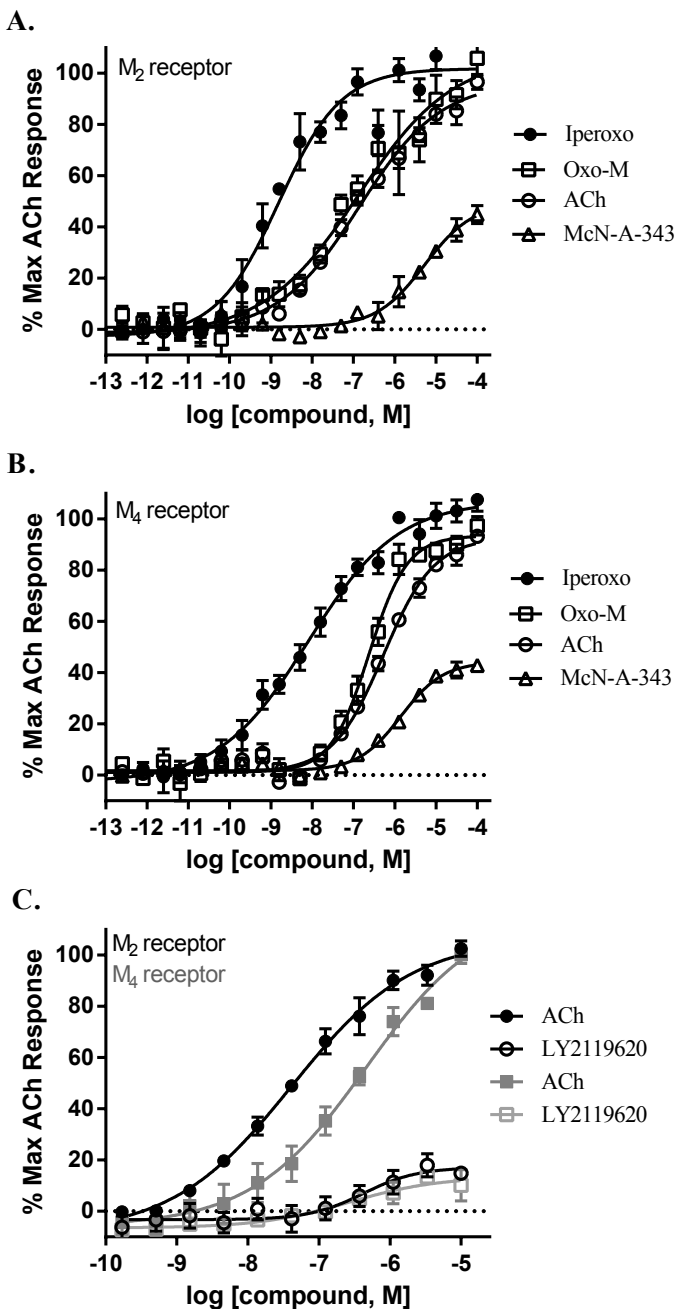 A.
M2 receptor
100
80
60
40
20
0
% Max ACh Response
-13 -12 -11 -10 -9 -8 -7 -6 -5 -4
log [compound, M]
Iperoxo
Oxo-M
ACh
McN-A-343
B.
M4 receptor
100
80
60
40
20
0
% Max ACh Response
-13 -12 -11 -10 -9 -8 -7 -6 -5 -4
log [compound, M]
Iperoxo
Oxo-M
ACh
McN-A-343
C.
M2 receptor
M4 receptor
100
80
60
40
20
0
% Max ACh Response
-10 -9 -8 -7 -6 -5
log [compound, M]
ACh
LY2119620
ACh
LY2119620